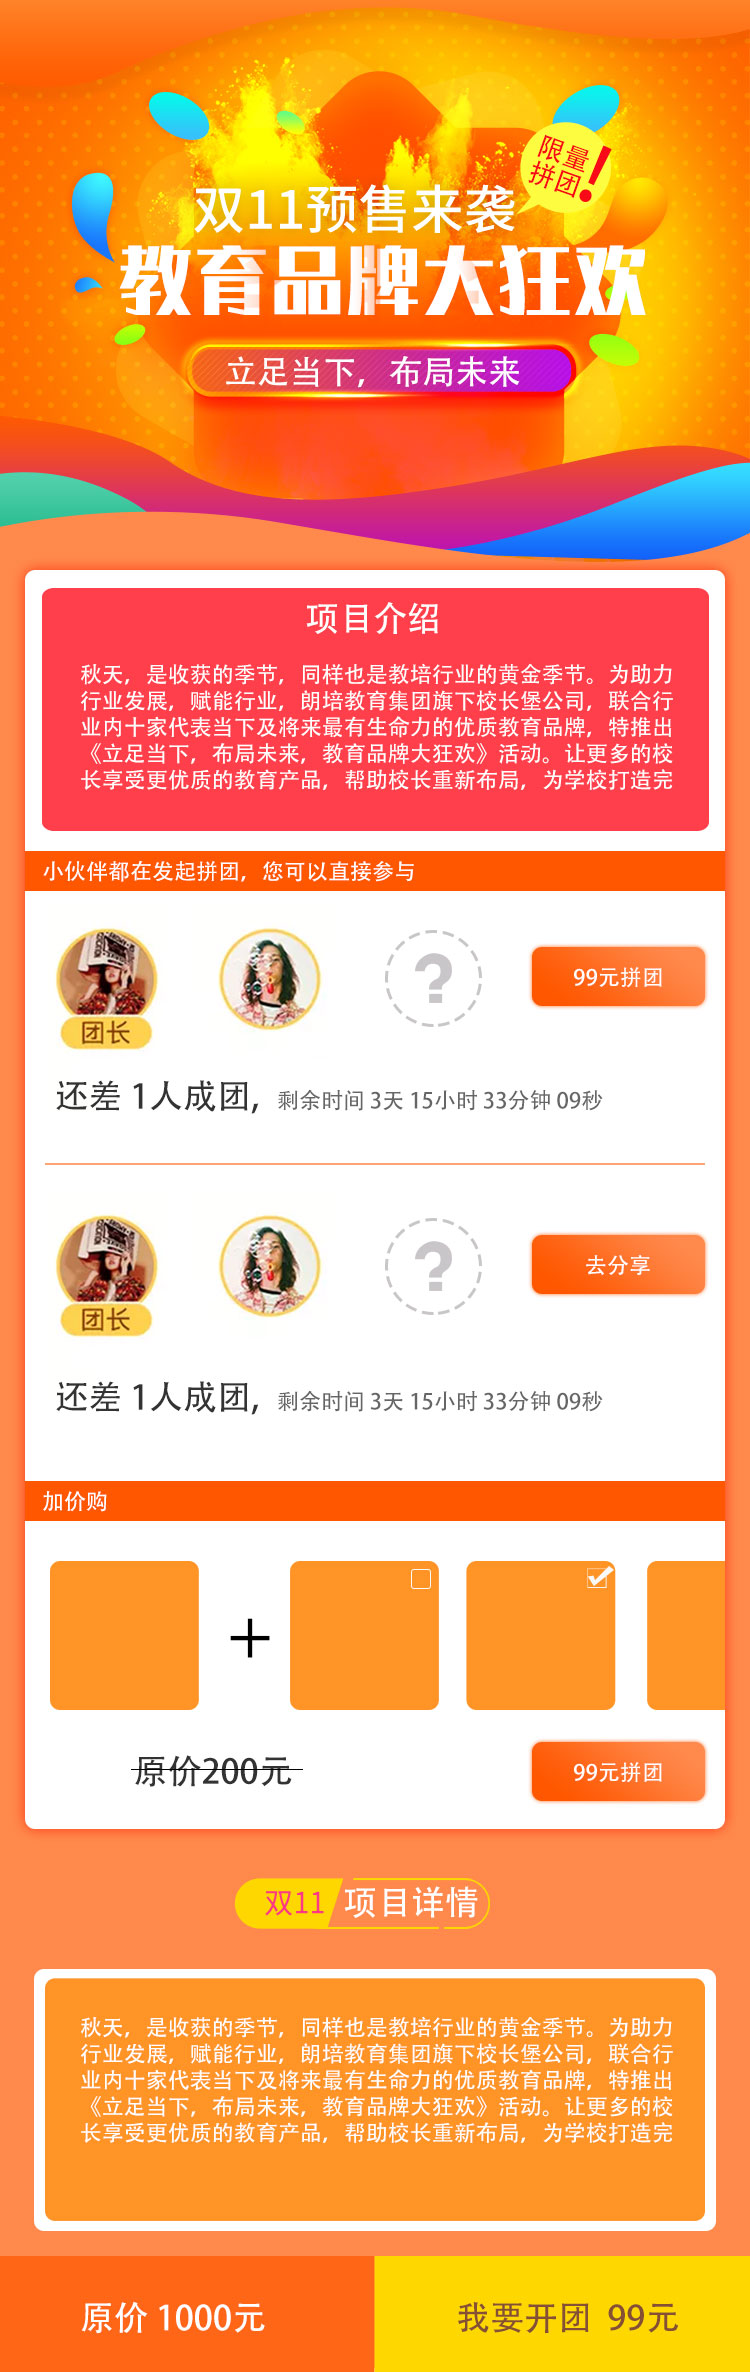 限量
拼团!
双11预售来袭
教育品牌大狂欢
立足当下，布局未来
项目介绍
秋天，是收获的季节，同样也是教培行业的黄金季节。为助力
行业发展，赋能行业，朗培教育集团旗下校长堡公司，联合行
业内十家代表当下及将来最有生命力的优质教育品牌，特推出
《立足当下，布局未来，教育品牌大狂欢》活动。让更多的校
长享受更优质的教育产品，帮助校长重新布局，为学校打造完
小伙伴都在发起拼团，您可以直接参与
?
99元拼团
团长
还差 1人成团，剩余时间 3天 15小时 33分钟 09秒
?
去分享
团长
还差 1人成团，剩余时间 3天 15小时 33分钟 09秒
加价购
+
原价200元
99元拼团
双11 项目详情
秋天，是收获的季节，同样也是教培行业的黄金季节。为助力
行业发展，赋能行业，朗培教育集团旗下校长堡公司，联合行
业内十家代表当下及将来最有生命力的优质教育品牌，特推出
《立足当下，布局未来，教育品牌大狂欢》活动。让更多的校
长享受更优质的教育产品，帮助校长重新布局，为学校打造完
原价 1000元
我要开团 99元